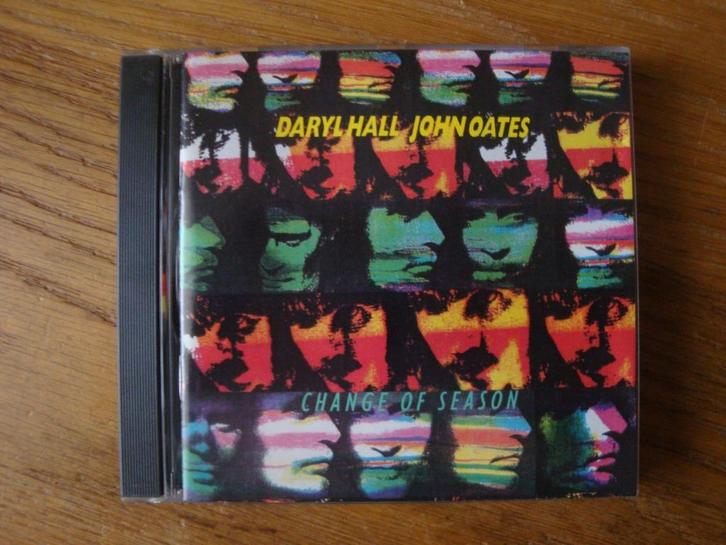 DARYL HALL JOHN OATES
CHANGE OF SEASON